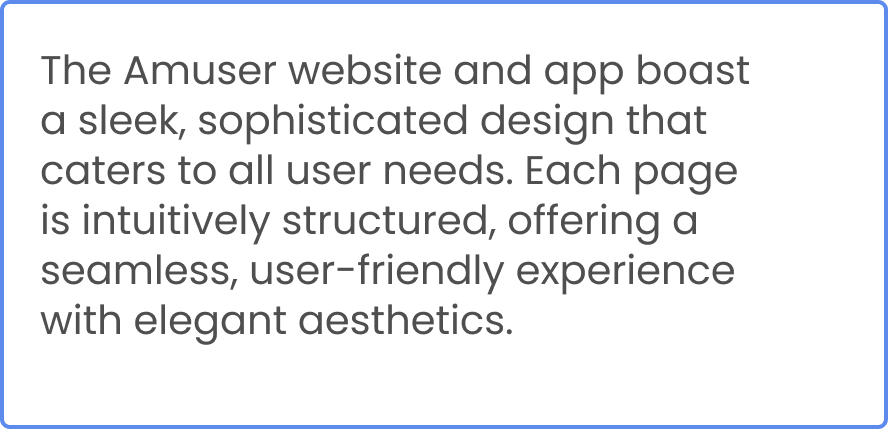 The Amuser website and app boast
a sleek, sophisticated design that
caters to all user needs. Each page
is intuitively structured, offering a
seamless, user-friendly experience
with elegant aesthetics.